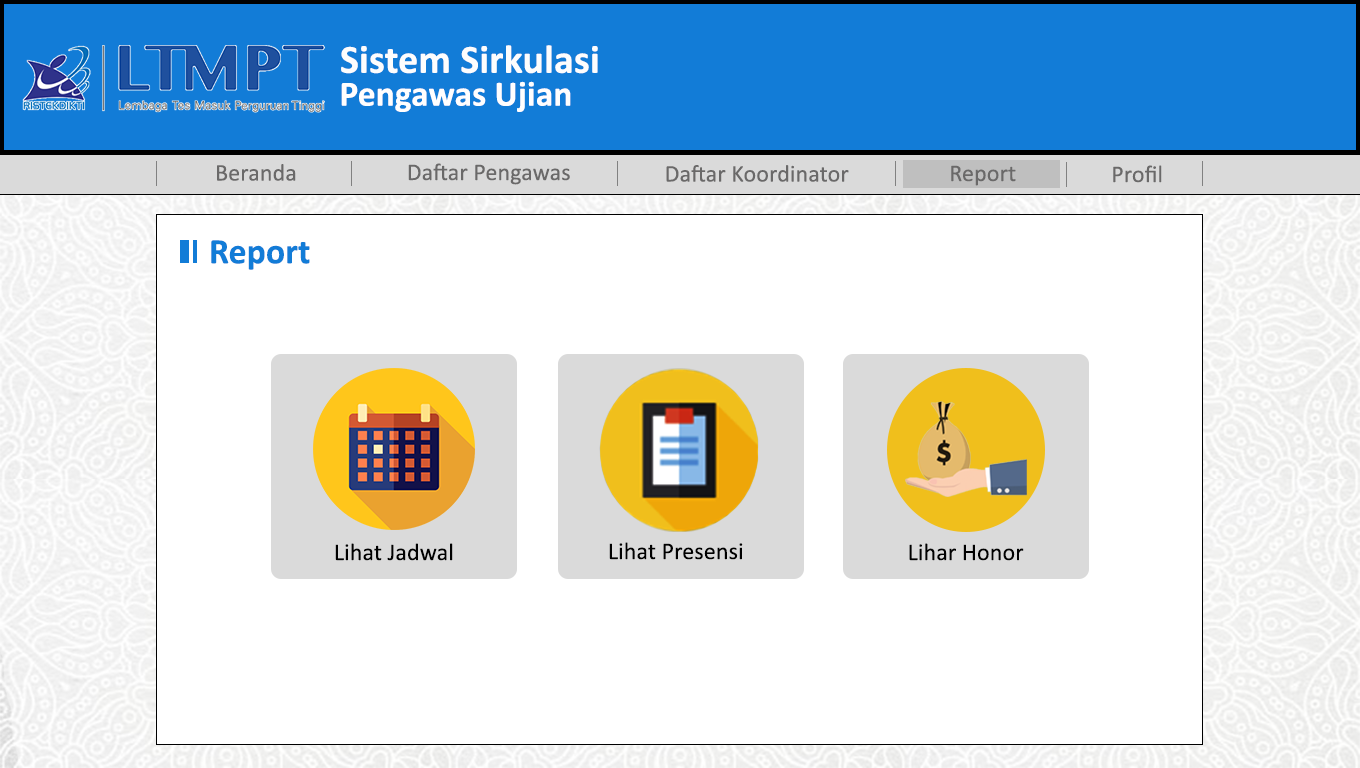 RISTEKDIKTI
LTMPT
Lembaga Tes Masuk Perguruan Tinggi
Sistem Sirkulasi
Pengawas Ujian
Beranda
Daftar Pengawas
Daftar Koordinator
Report
Profil
Report
$
Lihat Jadwal
Lihat Presensi
Lihar Honor